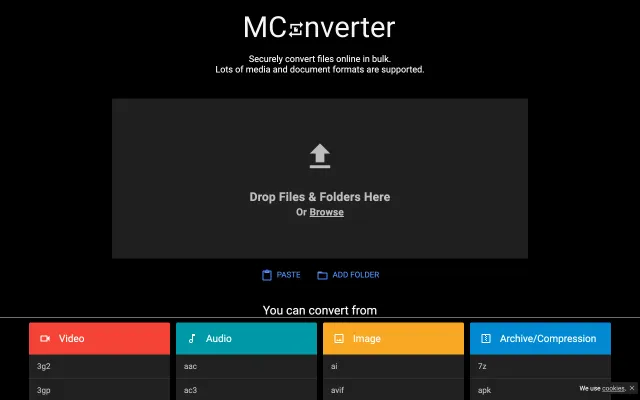 MConverter
Securely convert files online in bulk.
Lots of media and document formats are supported.
Drop Files & Folders Here
Or Browse
PASTE
ADD FOLDER
You can convert from
Video
Audio
Image
Archive/Compression
3g2
aac
ai
7z
3gp
ac3
avif
apk
We use cookies. ×